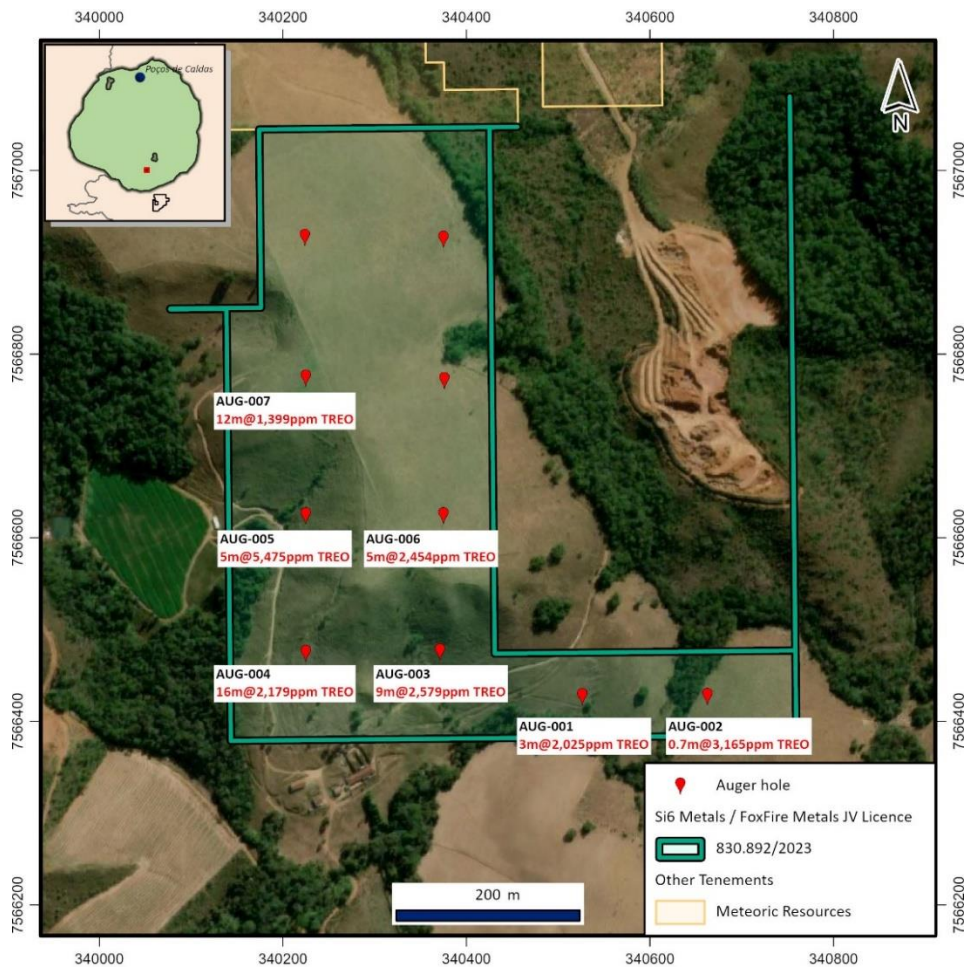 340000 340200 340400 340600 340800
Poços de Caldas
N
7567000 7567000
7566800 7566800
AUG-007
12m@1,399ppm TREO
7566600 7566600
AUG-005
5m@5,475ppm TREO
AUG-006
5m@2,454ppm TREO
AUG-004
16m@2,179ppm TREO
AUG-003
9m@2,579ppm TREO
7566400 7566400
AUG-001
3m@2,025ppm TREO
AUG-002
0.7m@3,165ppm TREO
Auger hole
Si6 Metals / FoxFire Metals JV Licence
830.892/2023
Other Tenements
Meteoric Resources
200 m
7566200 7566200
340000 340200 340400 340600 340800